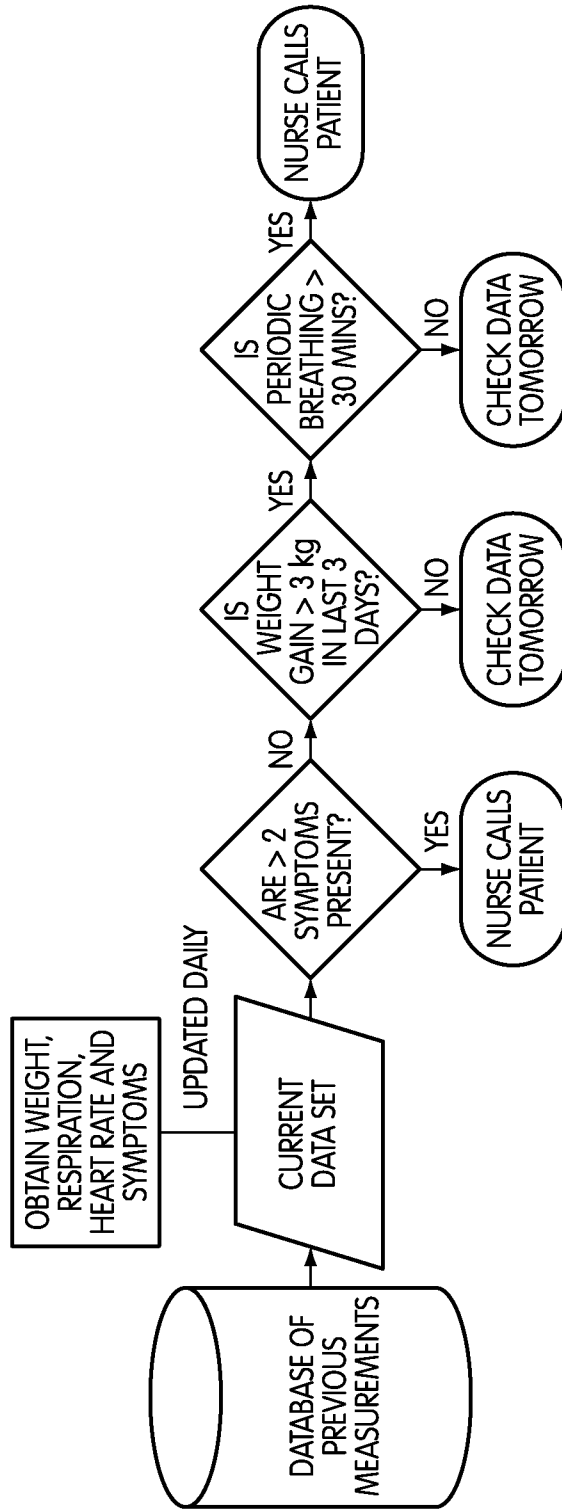 OBTAIN WEIGHT,
RESPIRATION,
HEART RATE AND
SYMPTOMS
UPDATED DAILY
DATABASE OF
PREVIOUS
MEASUREMENTS
CURRENT
DATA SET
ARE > 2
SYMPTOMS
PRESENT?
YES
NURSE CALLS
PATIENT
NO
IS
WEIGHT
GAIN > 3 kg
IN LAST 3
DAYS?
NO
CHECK DATA
TOMORROW
YES
IS
PERIODIC
BREATHING >
30 MINS?
NO
CHECK DATA
TOMORROW
YES
NURSE CALLS
PATIENT